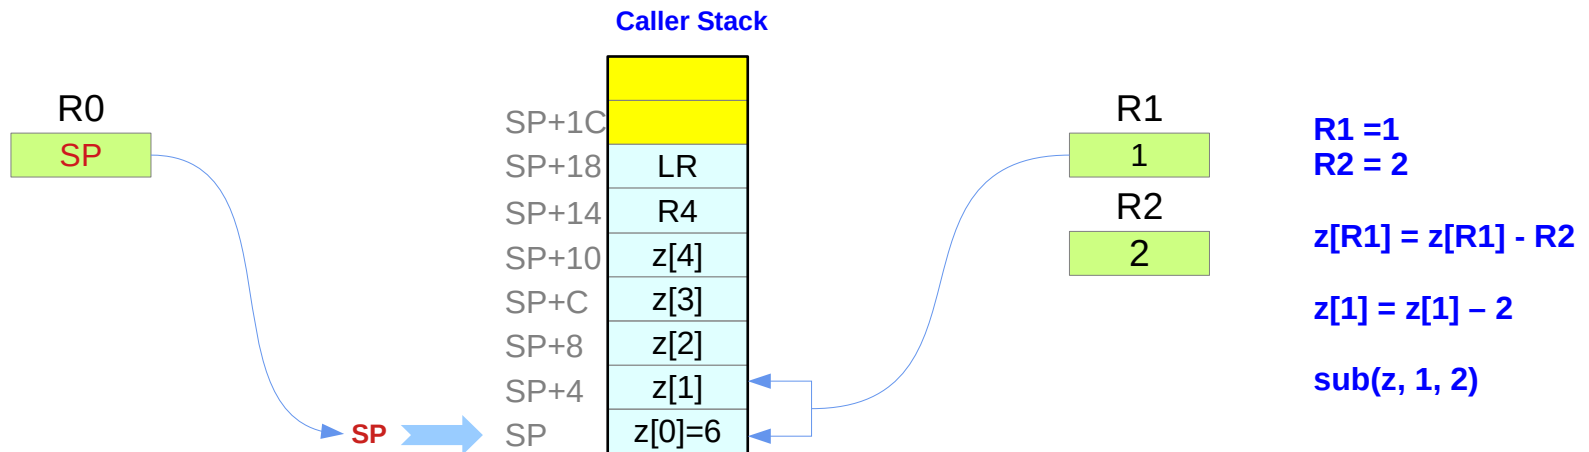 Caller Stack
R0
SP
SP
SP+1C
SP+18
LR
SP+14
R4
SP+10
z[4]
SP+C
z[3]
SP+8
z[2]
SP+4
z[1]
SP
z[0]=6
R1
1
R2
2
R1 =1
R2 = 2
z[R1] = z[R1] - R2
z[1] = z[1] – 2
sub(z, 1, 2)